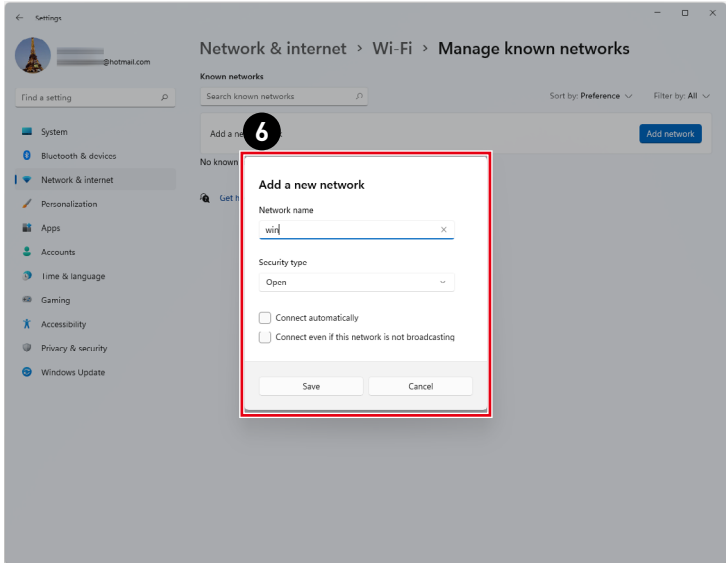 Settings
@hotmail.com
Network & internet > Wi-Fi > Manage known networks
Known networks
Find a setting
Search known networks
Sort by: Preference
Filter by: All
System
Bluetooth & devices
Network & internet
Personalization
Apps
Accounts
Time & language
Gaming
Accessibility
Privacy & security
Windows Update
6
Add a ne
Add network
No known
Get h
Add a new network
Network name
win
Security type
Open
Connect automatically
Connect even if this network is not broadcasting
Save
Cancel